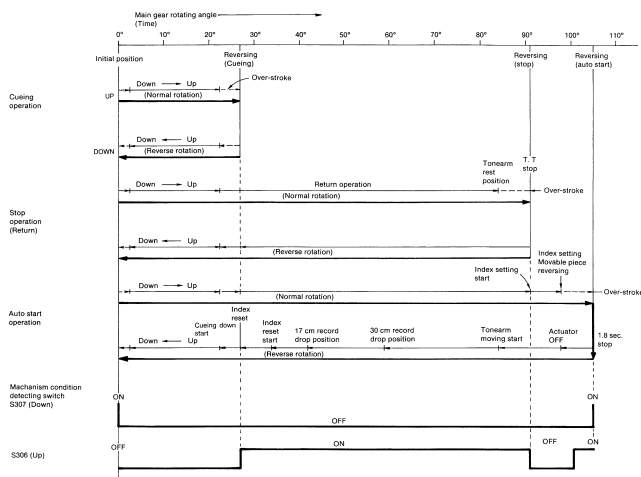 Main gear rotating angle
(Time)
0° 10° 20° 30° 40° 50° 60° 70° 80° 90° 100° 110°
Initial position
Reversing
(Cueing)
Reversing
(stop)
Reversing
(auto start)
Cueing
operation
UP
Down Up
Over-stroke
(Normal rotation)
DOWN
Down Up
(Reverse rotation)
Tonearm
rest
position
T. T
stop
Stop
operation
(Return)
Down Up
Return operation
Over-stroke
(Normal rotation)
Down Up
(Reverse rotation)
Index setting
start
Index setting
Movable piece
reversing
Auto start
operation
Down Up
Over-stroke
(Normal rotation)
Cueing down
start
Index
reset
Index
reset
start
17 cm record
drop position
30 cm record
drop position
Tonearm
moving start
Actuator
OFF
1.8 sec.
stop
Down Up
(Reverse rotation)
Machanism condition
detecting switch
S307 (Down)
ON
OFF
ON
S306 (Up)
OFF
ON
OFF
ON